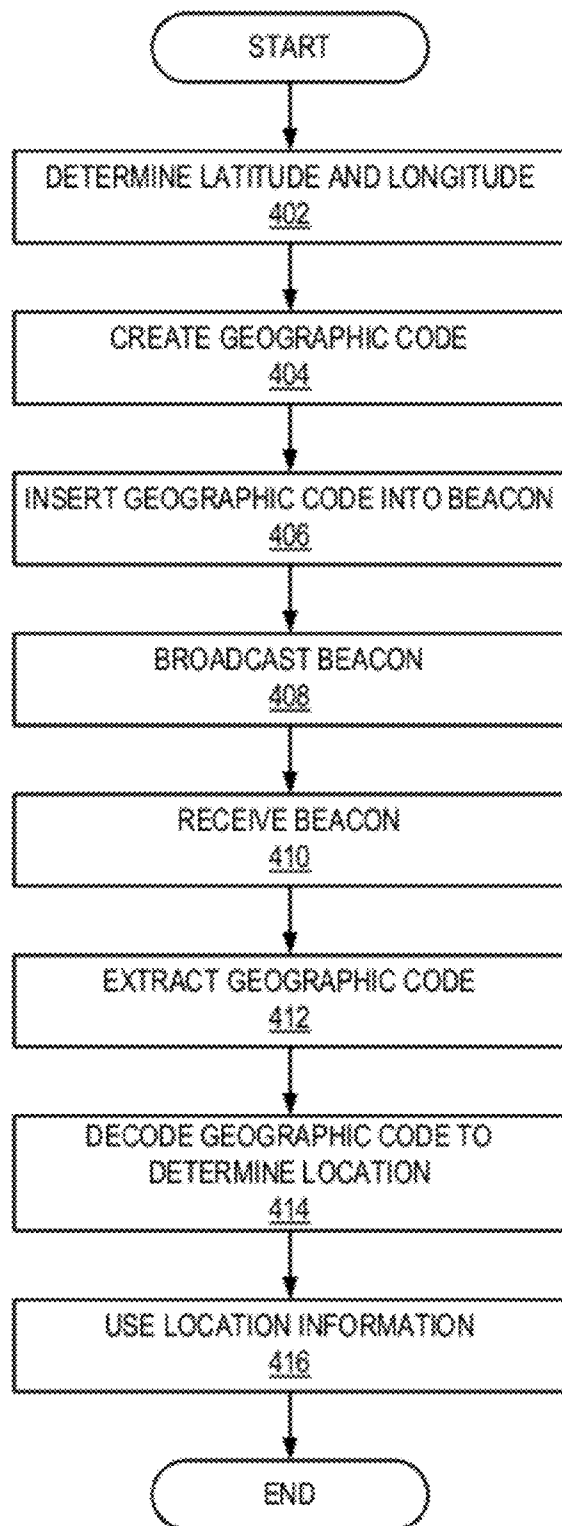 START
DETERMINE LATITUDE AND LONGITUDE
402
CREATE GEOGRAPHIC CODE
404
INSERT GEOGRAPHIC CODE INTO BEACON
406
BROADCAST BEACON
408
RECEIVE BEACON
410
EXTRACT GEOGRAPHIC CODE
412
DECODE GEOGRAPHIC CODE TO
DETERMINE LOCATION
414
USE LOCATION INFORMATION
416
END